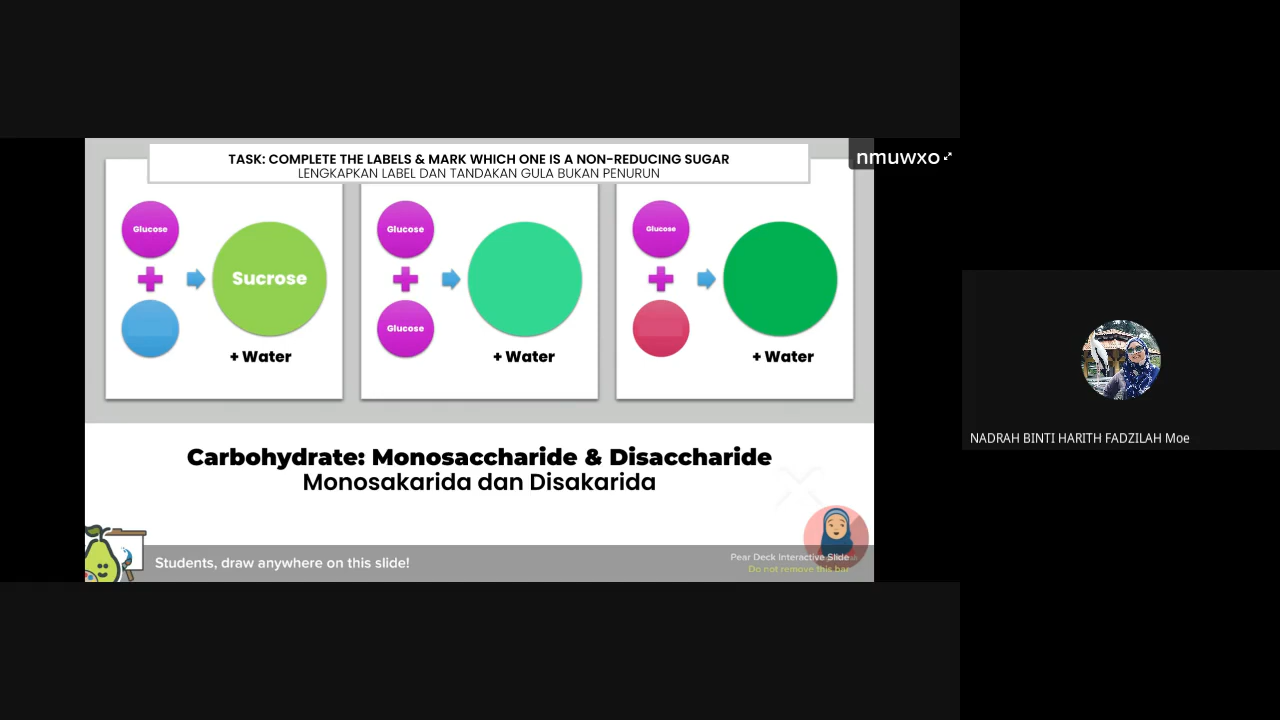 TASK: COMPLETE THE LABELS & MARK WHICH ONE IS A NON-REDUCING SUGAR
LENGKAPKAN LABEL DAN TANDAKAN GULA BUKAN PENURUN
nmuwxo
Glucose
Sucrose
+ Water
Glucose
Glucose
+ Water
Glucose
+ Water
Carbohydrate: Monosaccharide & Disaccharide
Monosakarida dan Disakarida
Students, draw anywhere on this slide!
Pear Deck Interactive Slide
Do not remove this bar
NADRAH BINTI HARITH FADZILAH Moe